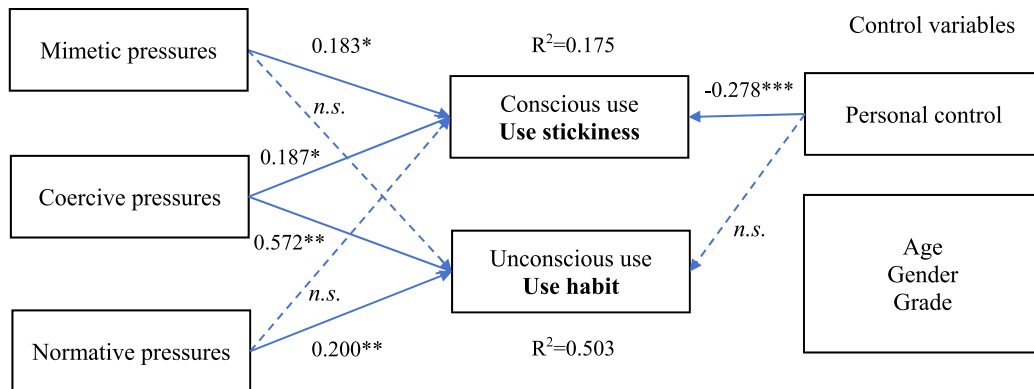 Mimetic pressures
0.183*
R²=0.175
Control variables
n.s.
Conscious use
Use stickiness
-0.278***
Personal control
0.187*
Coercive pressures
0.572**
n.s.
Unconscious use
Use habit
n.s.
Age
Gender
Grade
Normative pressures
0.200**
R²=0.503